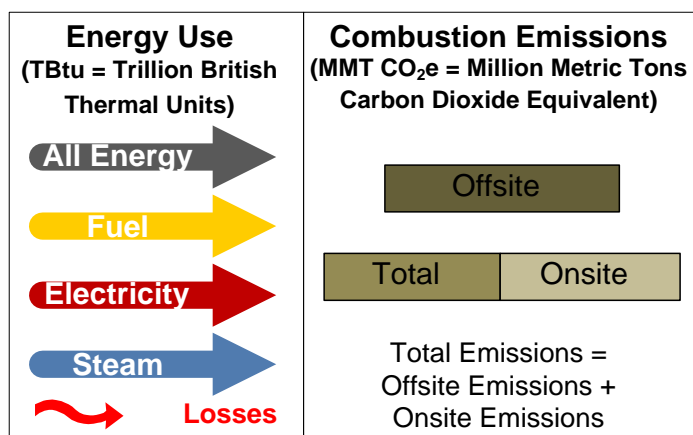 Energy Use
(TBtu = Trillion British
Thermal Units)
All Energy
Fuel
Electricity
Steam
Losses
Combustion Emissions
(MMT CO₂e = Million Metric Tons
Carbon Dioxide Equivalent)
Offsite
Total Onsite
Total Emissions =
Offsite Emissions +
Onsite Emissions